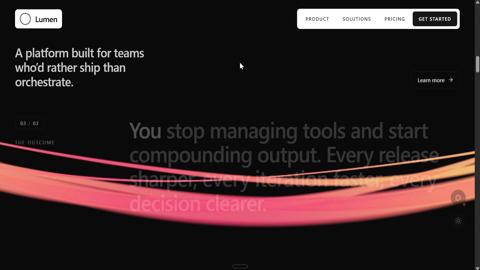 Lumen
PRODUCT
SOLUTIONS
PRICING
GET STARTED
A platform built for teams
who'd rather ship than
orchestrate.
Learn more →
03 / 03
THE OUTCOME
You stop managing tools and start
compounding output. Every release
sharper, every iteration faster, every
decision clearer.